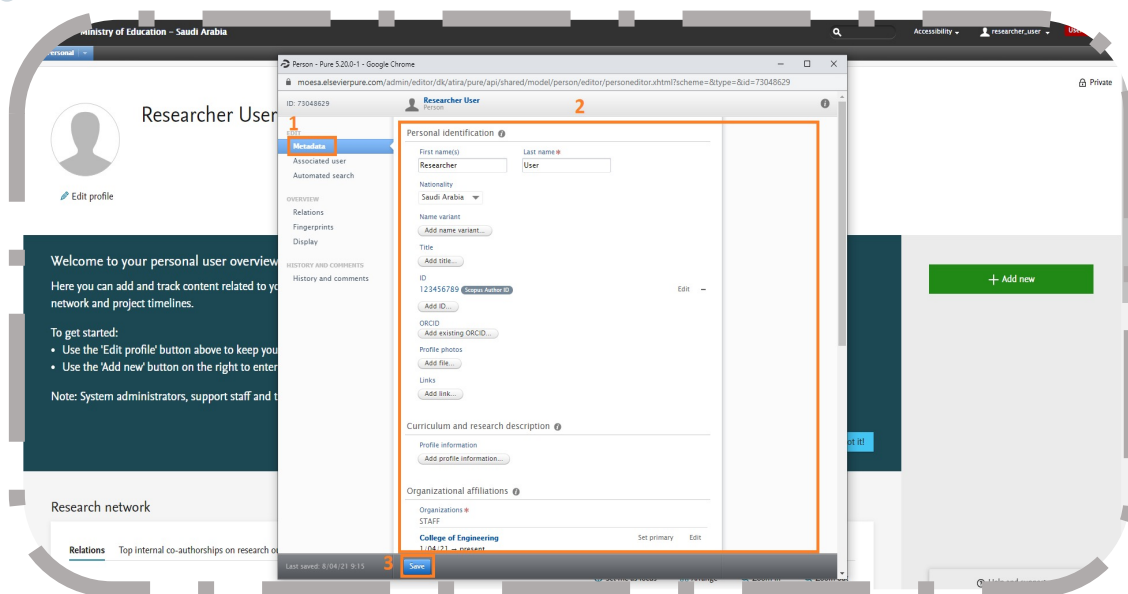 Ministry of Education – Saudi Arabia
Accessibility
researcher_user
Personal
Private
Researcher User
Edit profile
Welcome to your personal user overview
Here you can add and track content related to
network and project timelines.
To get started:
• Use the 'Edit profile' button above to keep you
• Use the 'Add new' button on the right to enter
Note: System administrators, support staff and
+ Add new
Research network
Relations Top internal co-authorships on research
Person - Pure 5.20.0-1 - Google Chrome
moesa.elsevierpure.com/admin/editor/dk/atira/pure/api/shared/model/person/editor/personeditor.xhtml?scheme=&type=&id=73048629
ID: 73048629
Researcher User
Person
2
1
EDIT
Metadata
Associated user
Automated search
OVERVIEW
Relations
Fingerprints
Display
HISTORY AND COMMENTS
History and comments
Personal identification
First name(s) Last name *
Researcher User
Nationality
Saudi Arabia
Name variant
Add name variant...
Title
Add title...
ID
123456789 Scopus Author ID Edit –
Add ID...
ORCID
Add existing ORCID...
Profile photos
Add file...
Links
Add link...
Curriculum and research description
Profile information
Add profile information...
Organizational affiliations
Organizations *
STAFF
College of Engineering Set primary Edit
1/04/21 → present
Last saved: 8/04/21 9:15
3
Save